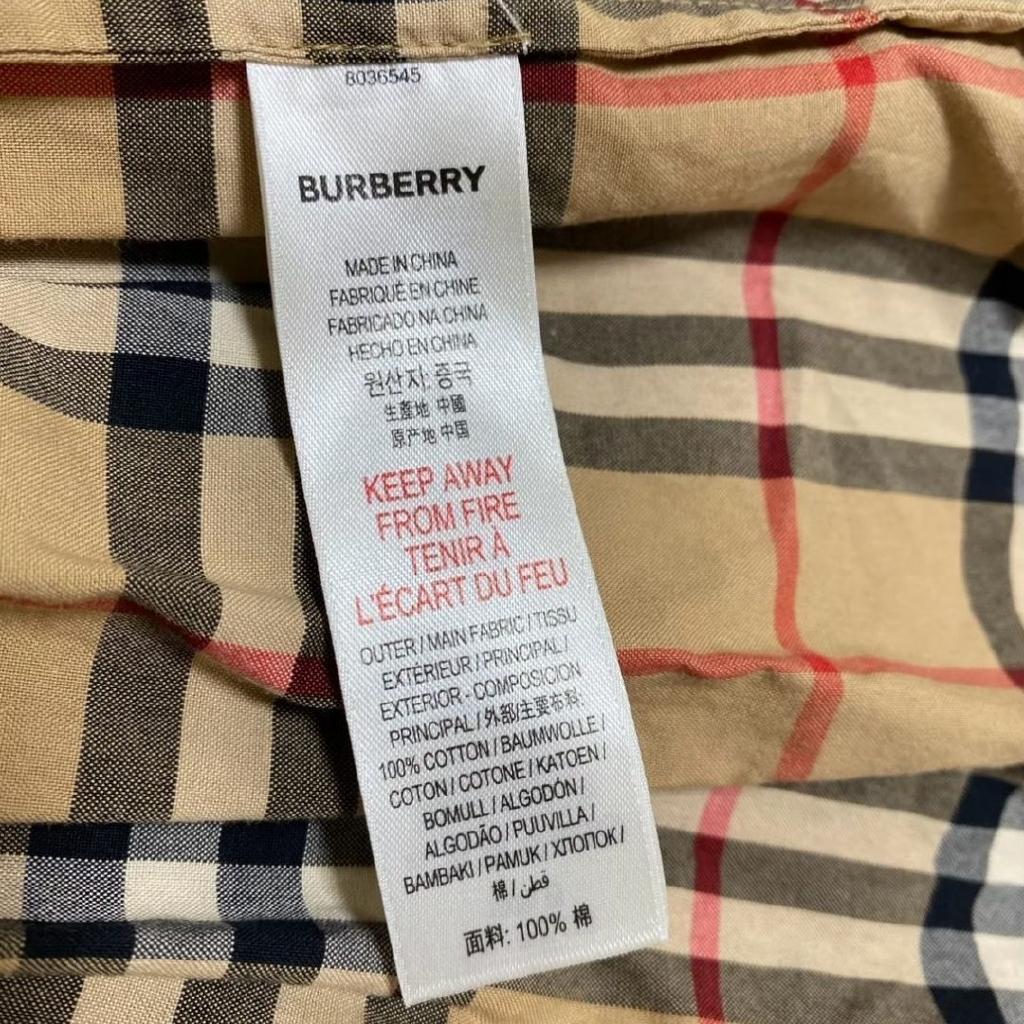 8036545
BURBERRY
MADE IN CHINA
FABRIQUÉ EN CHINE
FABRICADO NA CHINA
HECHO EN CHINA
원산지: 중국
生產地 中國
原产地 中国
KEEP AWAY
FROM FIRE
TENIR À
L'ÉCART DU FEU
OUTER / MAIN FABRIC / TISSU
EXTÉRIEUR / PRINCIPAL /
EXTERIOR - COMPOSICION
PRINCIPAL / 外部/主要布料:
100% COTTON / BAUMWOLLE /
COTON / COTONE / KATOEN /
BOMULL / ALGODÓN /
ALGODÃO / PUUVILLA /
BAMBAKI / PAMUK / ХЛОПОК /
棉 / قطن
面料: 100% 棉